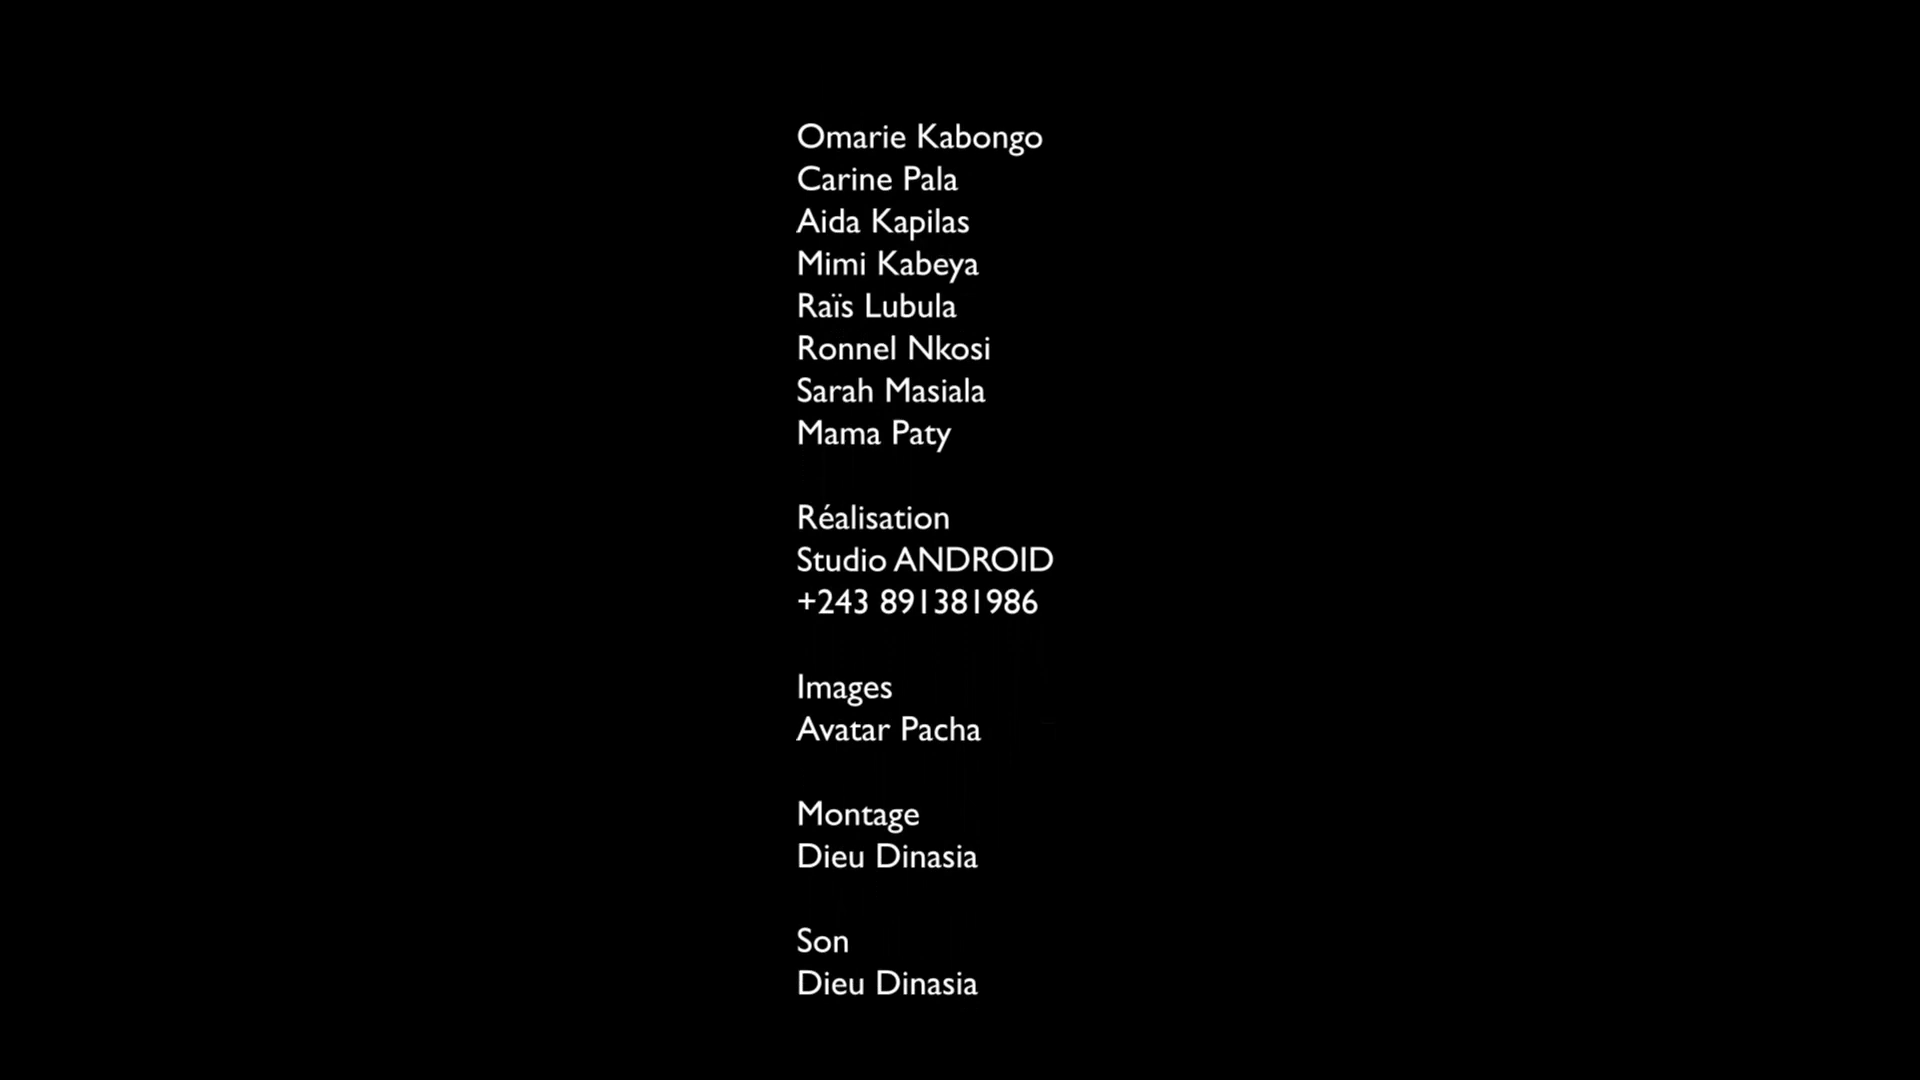 Omarie Kabongo
Carine Pala
Aida Kapilas
Mimi Kabeya
Raïs Lubula
Ronnel Nkosi
Sarah Masiala
Mama Paty
Réalisation
Studio ANDROID
+243 891381986
Images
Avatar Pacha
Montage
Dieu Dinasia
Son
Dieu Dinasia